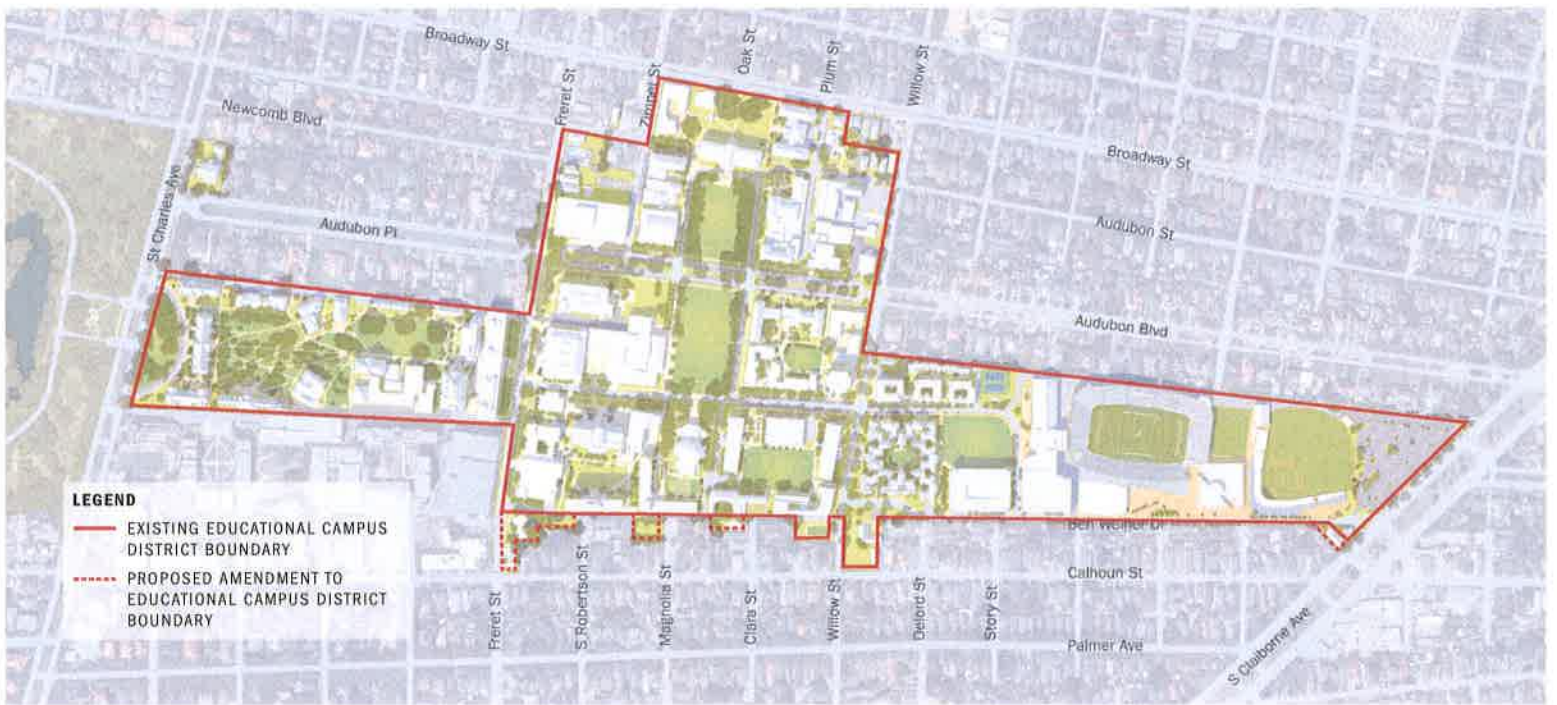 Broadway St
Oak St
Plum St
Willow St
Freret St
Zimpel St
Newcomb Blvd
Broadway St
St Charles Ave
Audubon Pl
Audubon St
Audubon Blvd
LEGEND
EXISTING EDUCATIONAL CAMPUS
DISTRICT BOUNDARY
PROPOSED AMENDMENT TO
EDUCATIONAL CAMPUS DISTRICT
BOUNDARY
Ben Weiner Dr
Calhoun St
Freret St
S Robertson St
Magnolia St
Clara St
Willow St
Delord St
Story St
Palmer Ave
S Claiborne Ave